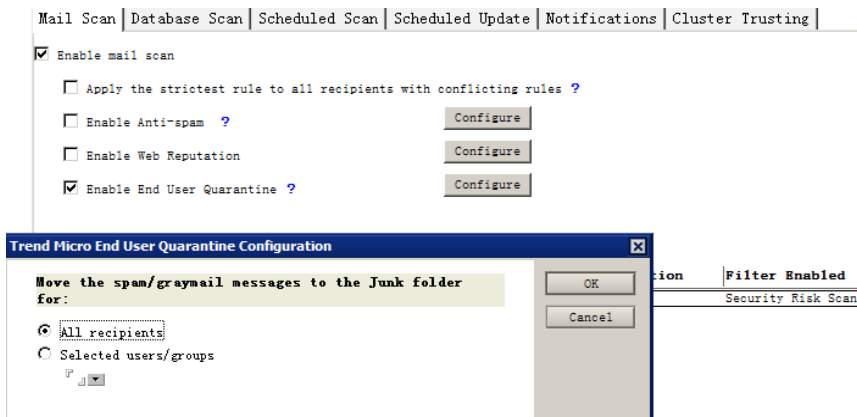 Mail Scan Database Scan Scheduled Scan Scheduled Update Notifications Cluster Trusting
Enable mail scan
Apply the strictest rule to all recipients with conflicting rules ?
Enable Anti-spam ? Configure
Enable Web Reputation Configure
Enable End User Quarantine ? Configure
Trend Micro End User Quarantine Configuration
Move the spam/graymail messages to the Junk folder
for:
OK
Cancel
All recipients
Selected users/groups
tion Filter Enabled
Security Risk Scan